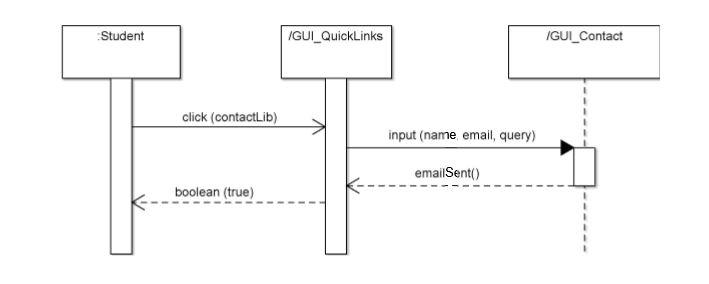 :Student
/GUI_QuickLinks
/GUI_Contact
click (contactLib)
input (name, email, query)
emailSent()
boolean (true)